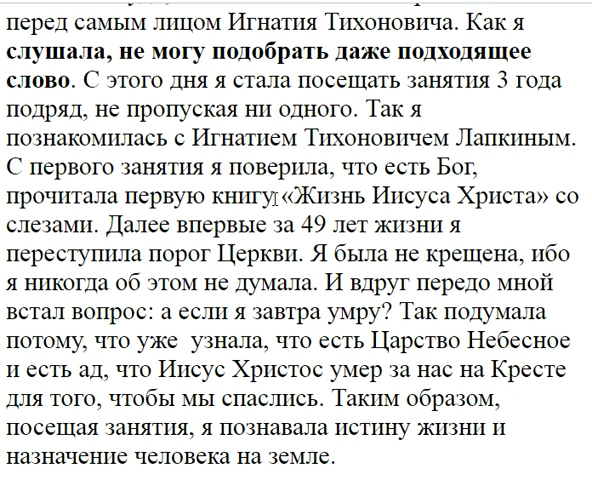 перед самым лицом Игнатия Тихоновича. Как я
слушала, не могу подобрать даже подходящее
слово. С этого дня я стала посещать занятия 3 года
подряд, не пропуская ни одного. Так я
познакомилась с Игнатием Тихоновичем Лапкиным.
С первого занятия я поверила, что есть Бог,
прочитала первую книгу «Жизнь Иисуса Христа» со
слезами. Далее впервые за 49 лет жизни я
переступила порог Церкви. Я была не крещена, ибо
я никогда об этом не думала. И вдруг передо мной
встал вопрос: а если я завтра умру? Так подумала
потому, что уже  узнала, что есть Царство Небесное
и есть ад, что Иисус Христос умер за нас на Кресте
для того, чтобы мы спаслись. Таким образом,
посещая занятия, я познавала истину жизни и
назначение человека на земле.